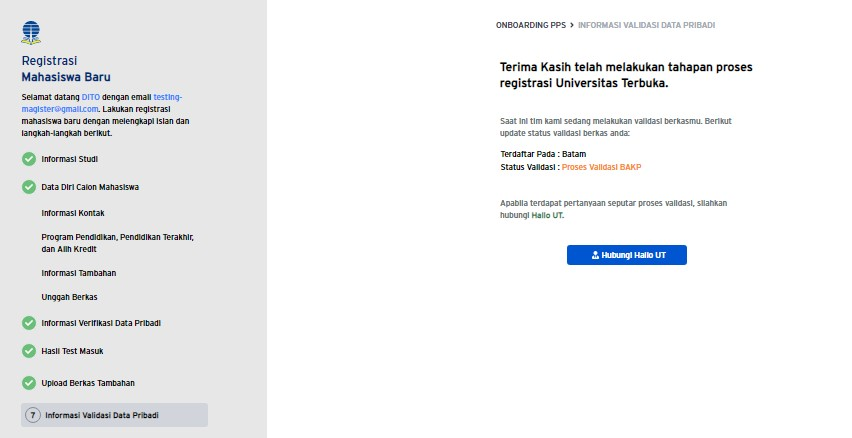 Registrasi
Mahasiswa Baru
Selamat datang DITO dengan email testing-
magister@gmail.com. Lakukan registrasi
mahasiswa baru dengan melengkapi isian dan
langkah-langkah berikut.
Informasi Studi
Data Diri Calon Mahasiswa
Informasi Kontak
Program Pendidikan, Pendidikan Terakhir,
dan Alih Kredit
Informasi Tambahan
Unggah Berkas
Informasi Verifikasi Data Pribadi
Hasil Test Masuk
Upload Berkas Tambahan
7 Informasi Validasi Data Pribadi
ONBOARDING PPS > INFORMASI VALIDASI DATA PRIBADI
Terima Kasih telah melakukan tahapan proses
registrasi Universitas Terbuka.
Saat ini tim kami sedang melakukan validasi berkasmu. Berikut
update status validasi berkas anda:
Terdaftar Pada : Batam
Status Validasi : Proses Validasi BAKP
Apabila terdapat pertanyaan seputar proses validasi, silahkan
hubungi Hallo UT.
Hubungi Hallo UT